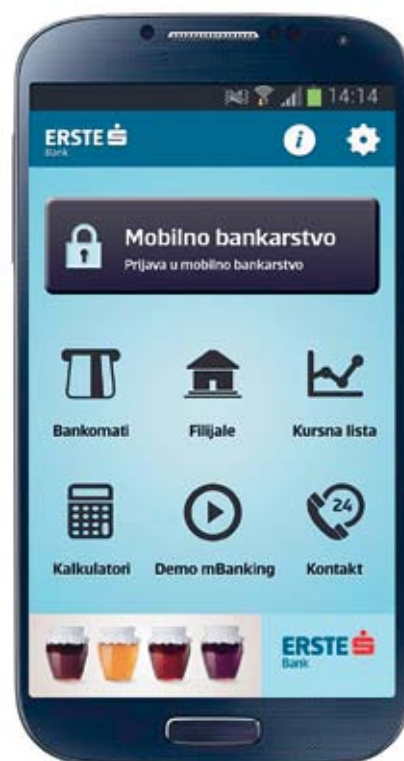 14:14
ERSTE
Bank
Mobilno bankarstvo
Prijava u mobilno bankarstvo
Bankomati
Filijale
Kursna lista
24
Kalkulatori
Demo mBanking
Kontakt
ERSTE
Bank